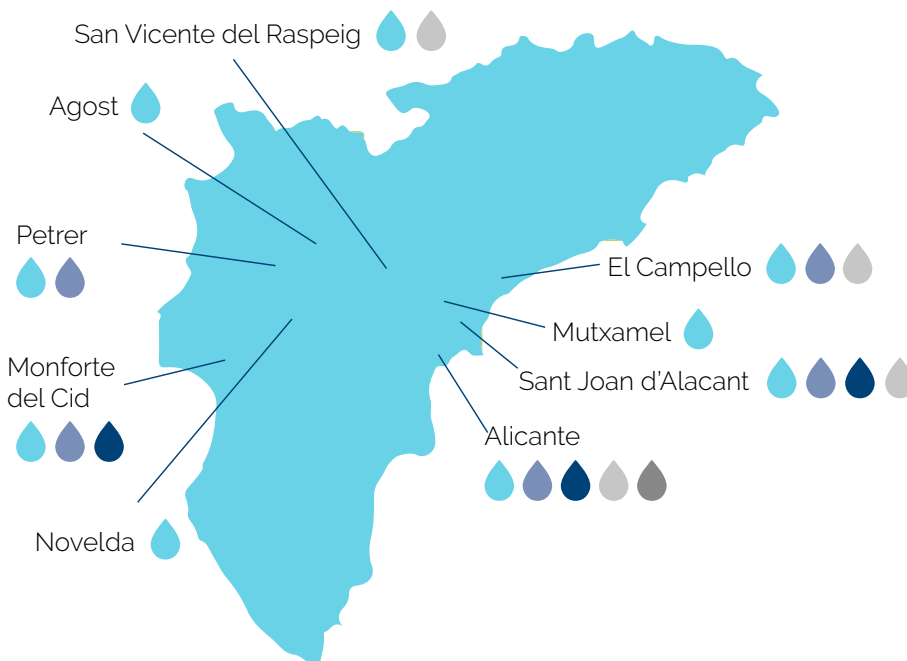 San Vicente del Raspeig
Agost
Petrer
El Campello
Mutxamel
Monforte
del Cid
Sant Joan d'Alacant
Alicante
Novelda